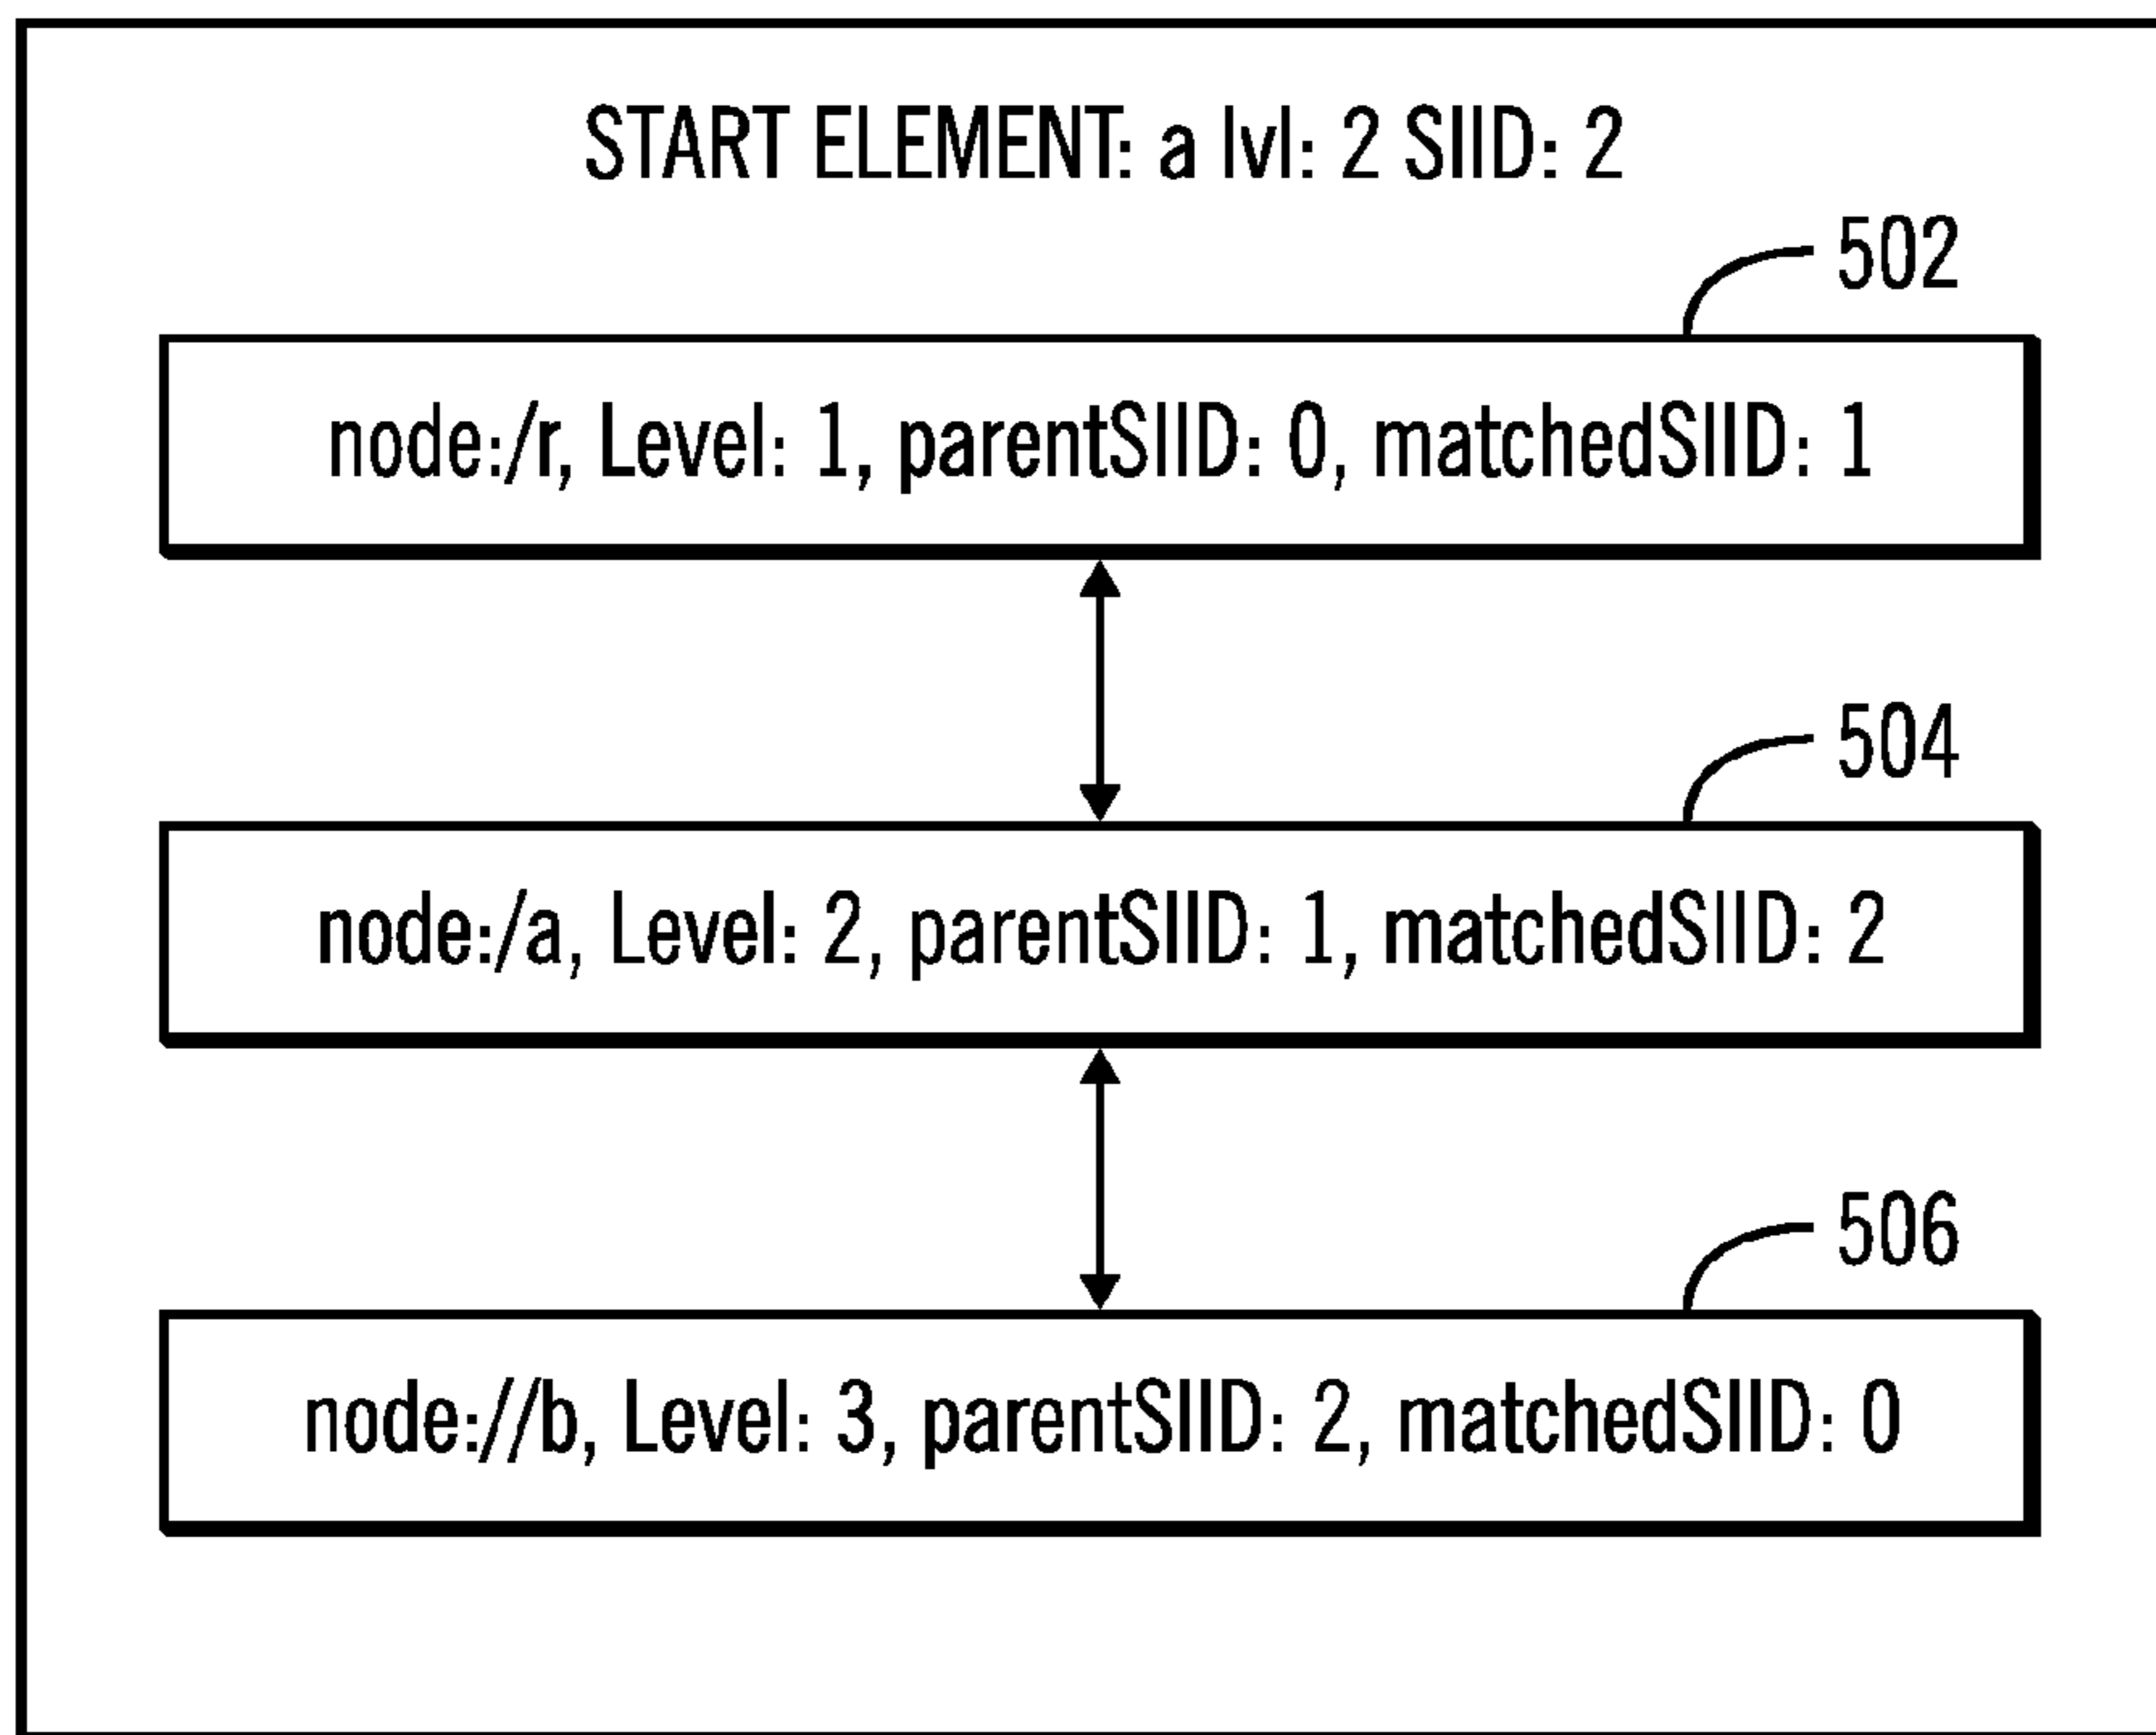 START ELEMENT: a lvl: 2 SIID: 2
502
node:/r, Level: 1, parentSIID: 0, matchedSIID: 1
504
node:/a, Level: 2, parentSIID: 1, matchedSIID: 2
506
node://b, Level: 3, parentSIID: 2, matchedSIID: 0